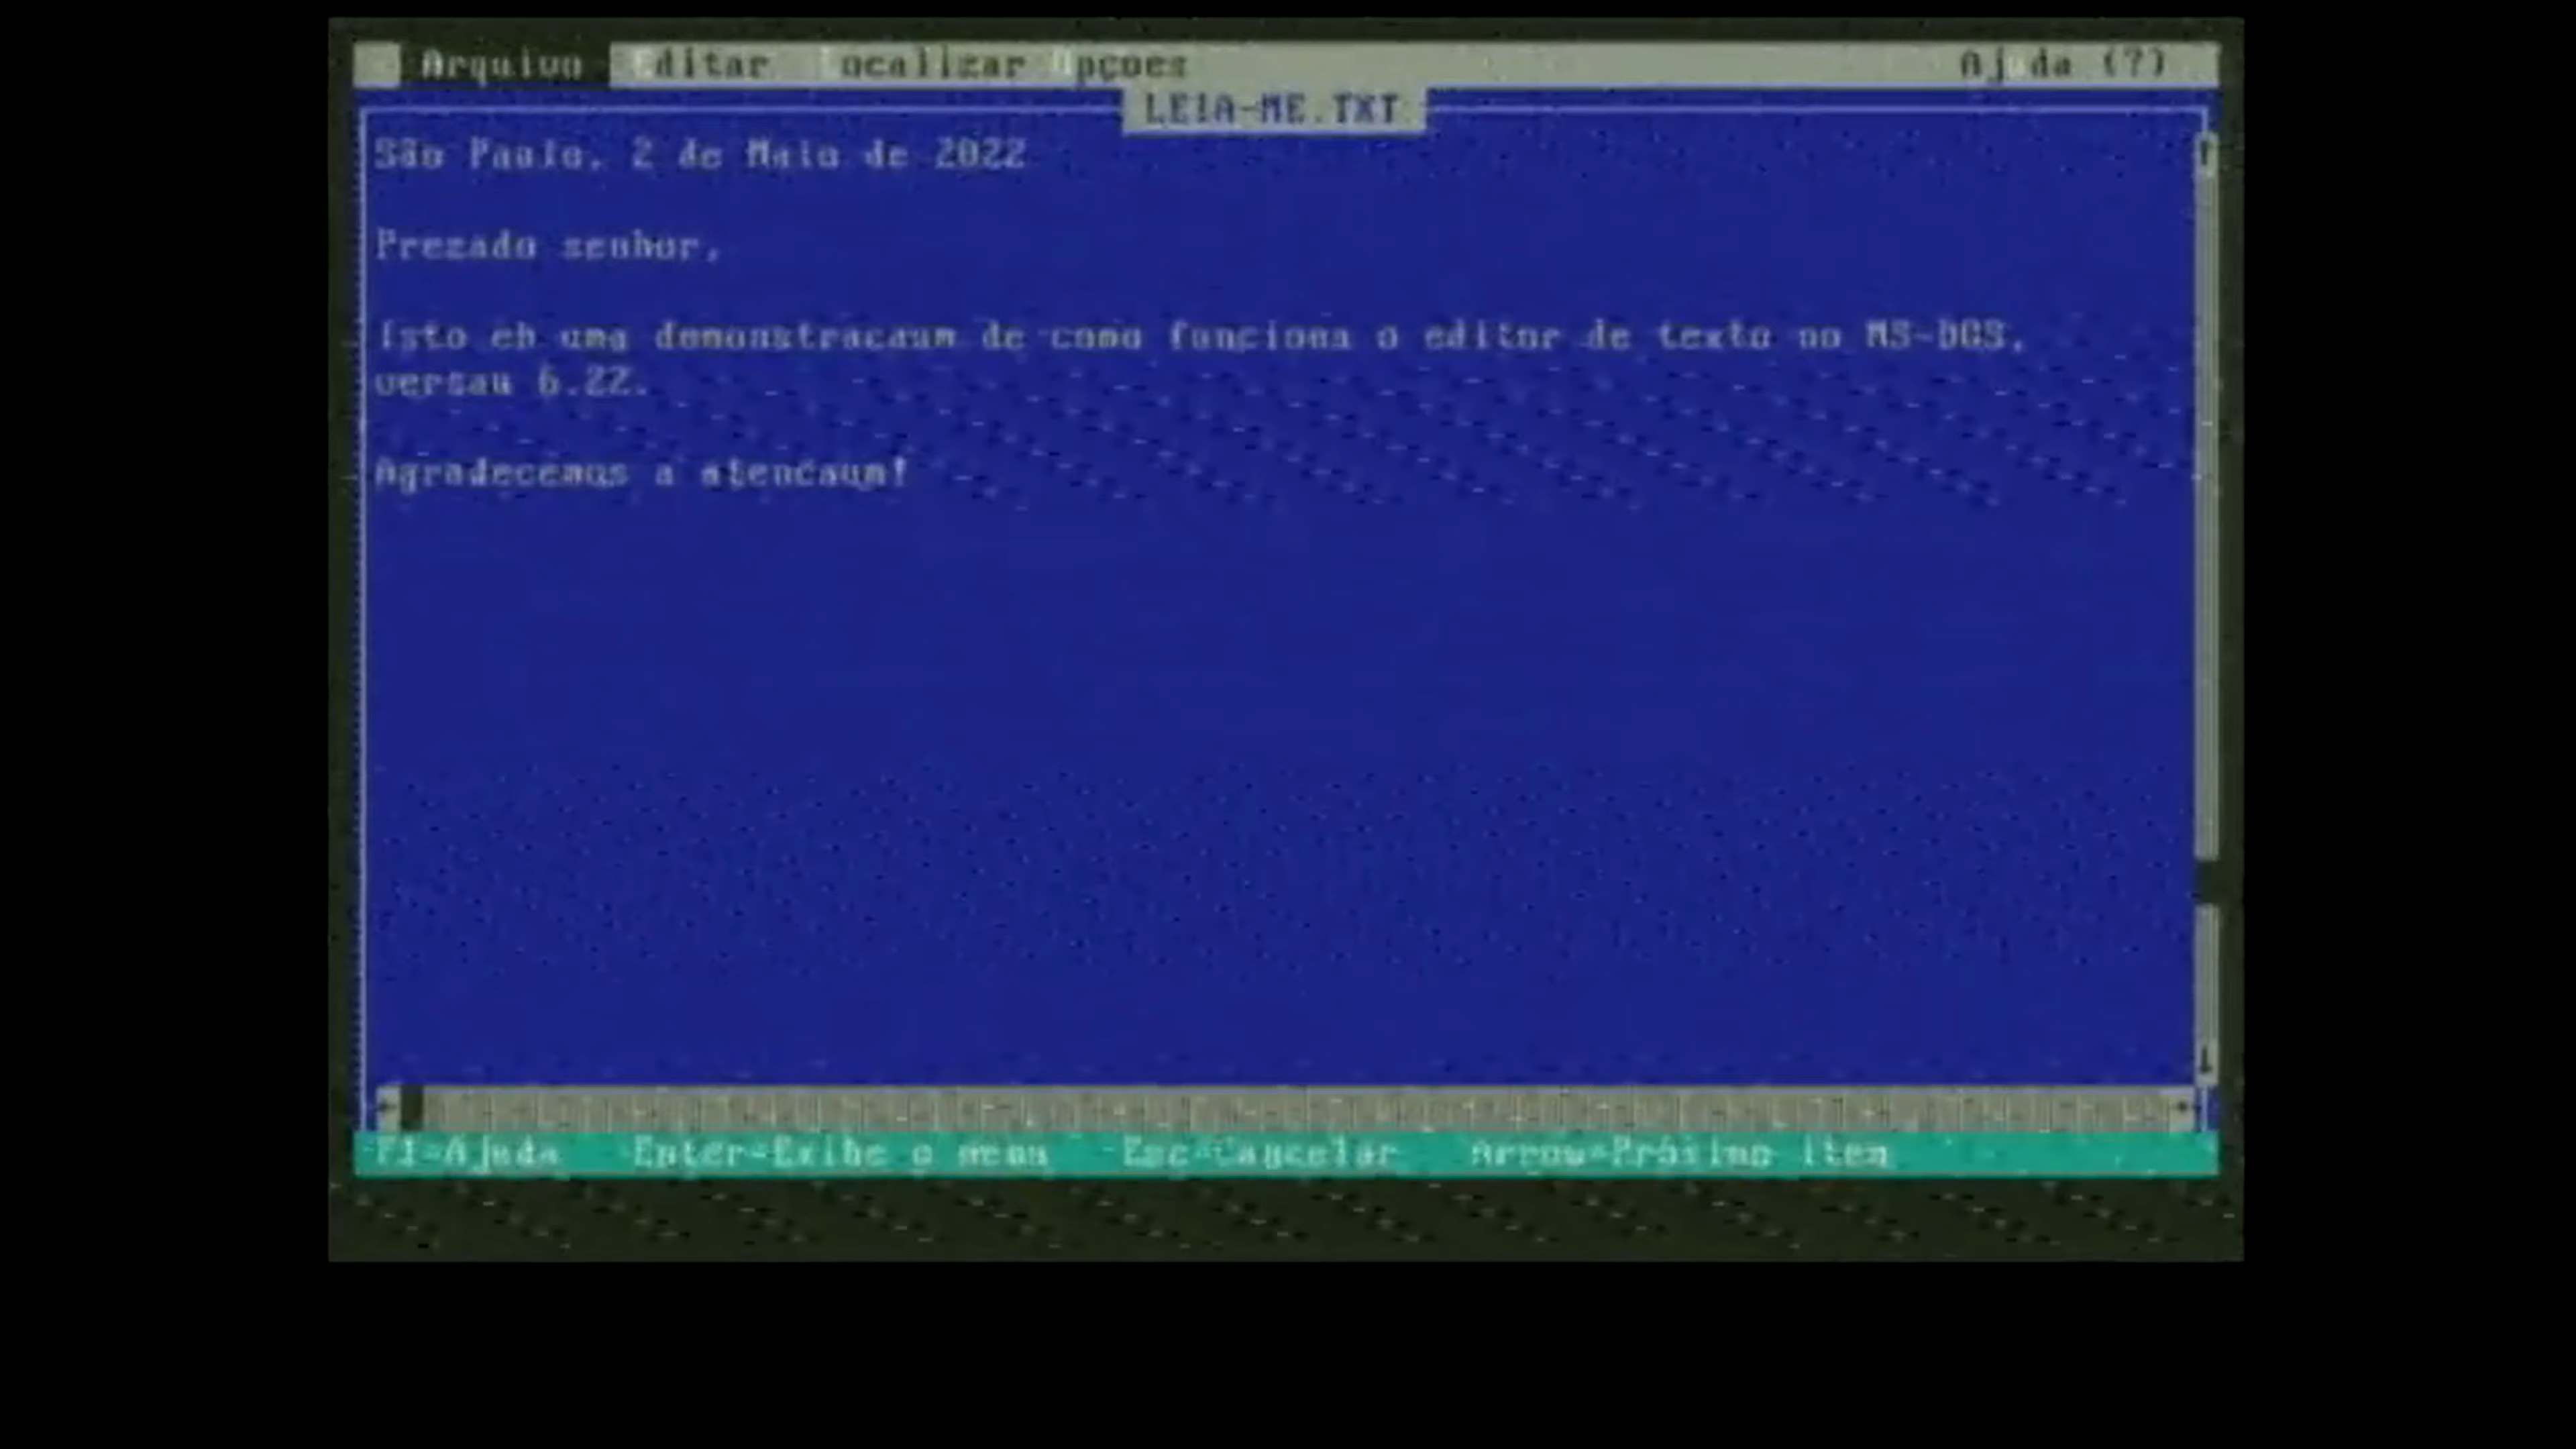 Arquivo Editar Localizar Opções Ajuda (?)
LEIA-ME.TXT
São Paulo, 2 de Maio de 2022
Prezado senhor,
Isto eh uma demonstracaum de como funciona o editor de texto no MS-DOS,
versau 6.22.
Agradecemos a atencaum!
F1=Ajuda Enter=Exibe o menu Esc=Cancelar Arrow=Próximo item